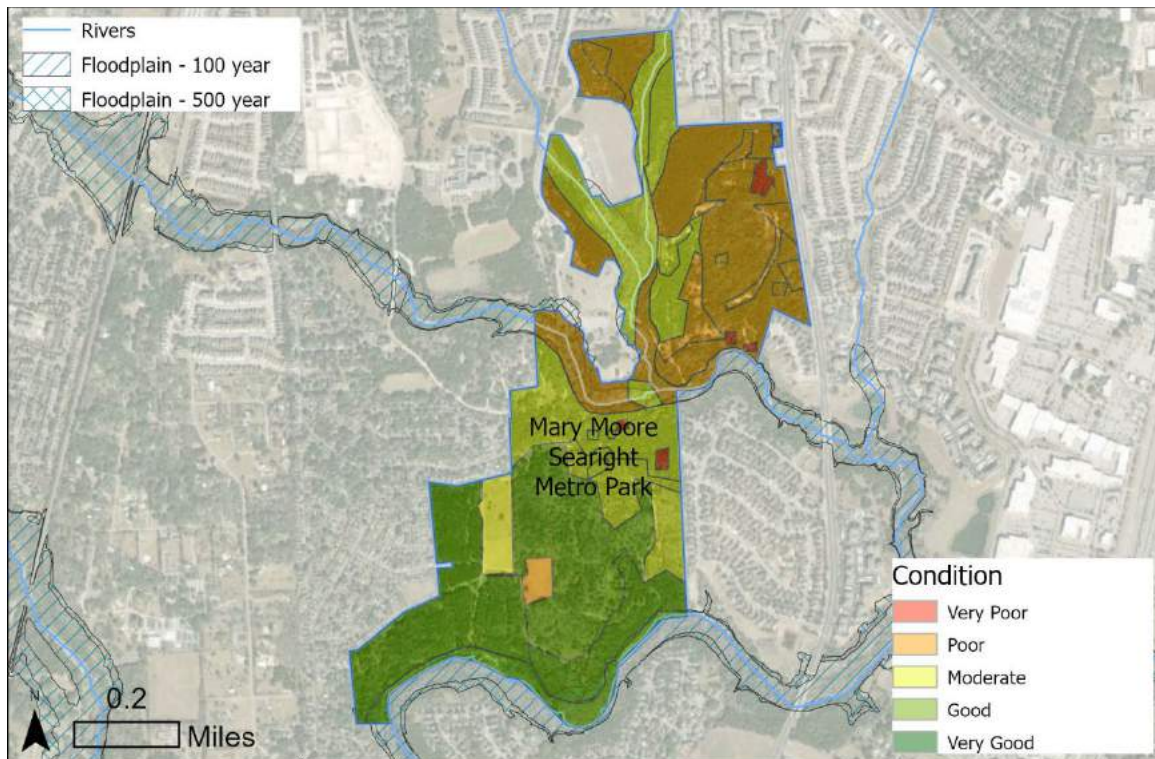 Rivers
Floodplain - 100 year
Floodplain - 500 year
Mary Moore
Searight
Metro Park
Condition
Very Poor
Poor
Moderate
Good
Very Good
N
0.2
Miles